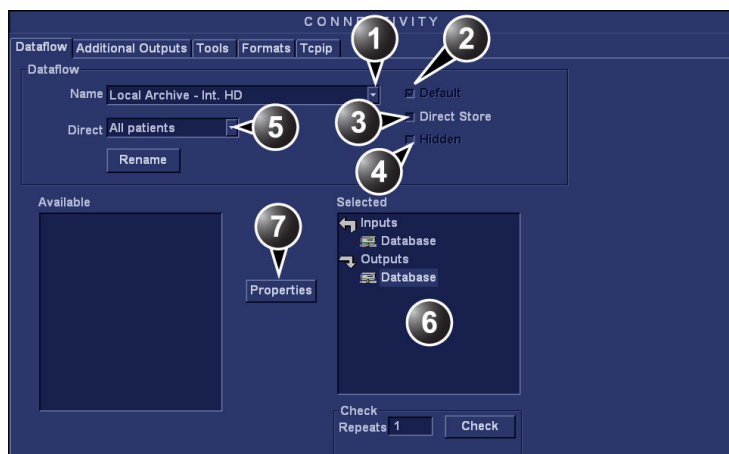 CONNECTIVITY
Dataflow Additional Outputs Tools Formats Tcpip
1 2
Dataflow
Name Local Archive - Int. HD Default
3 Direct Store
Direct All patients 5 Hidden
Rename 4
Available Selected
7 Inputs
Database
Outputs
Database
Properties
6
Check
Repeats 1 Check